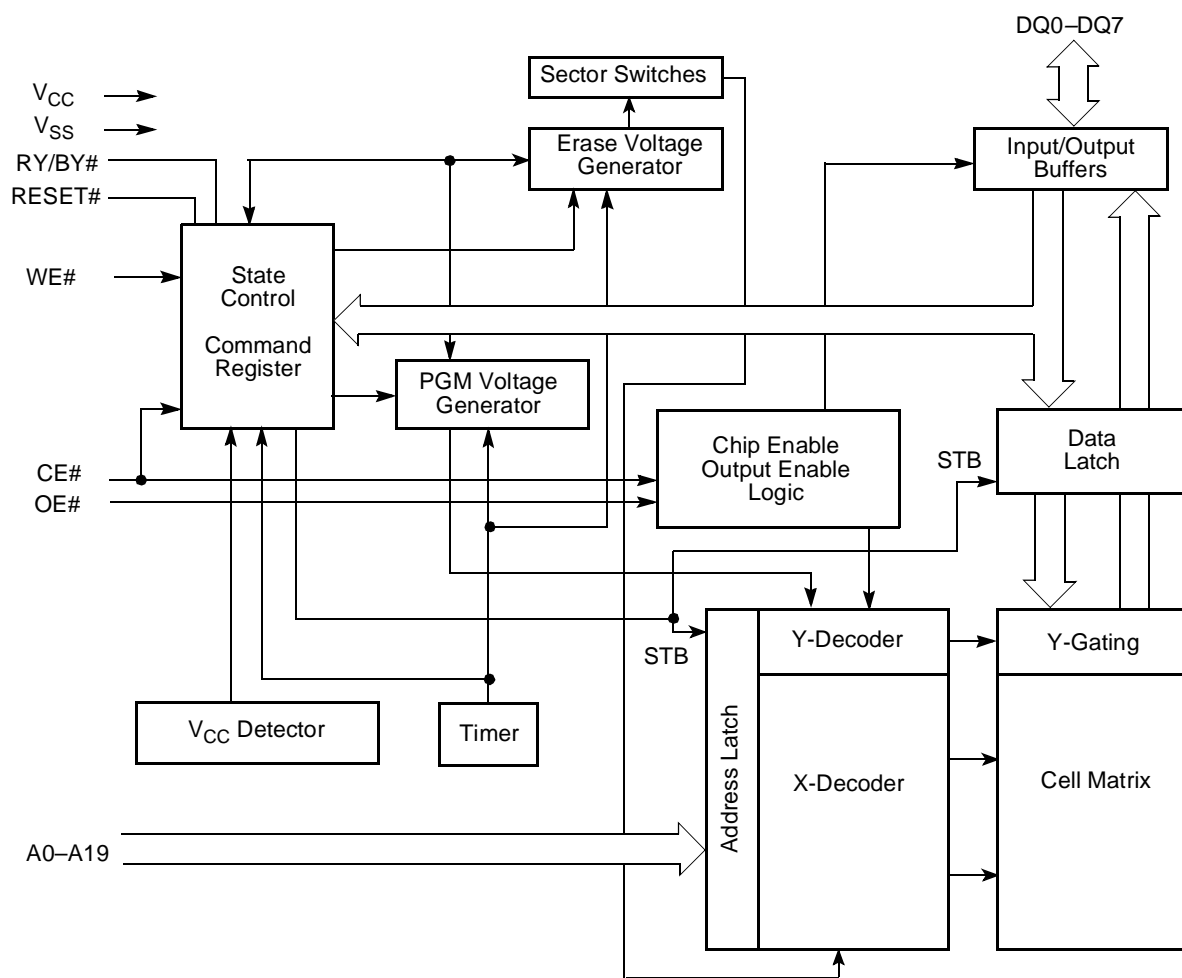 DQ0–DQ7
Sector Switches
VCC
VSS
RY/BY#
RESET#
Erase Voltage
Generator
Input/Output
Buffers
WE#
State
Control
Command
Register
PGM Voltage
Generator
Chip Enable
Output Enable
Logic
Data
Latch
STB
CE#
OE#
STB
Y-Decoder
Y-Gating
VCC Detector
Timer
Address Latch
X-Decoder
Cell Matrix
A0–A19